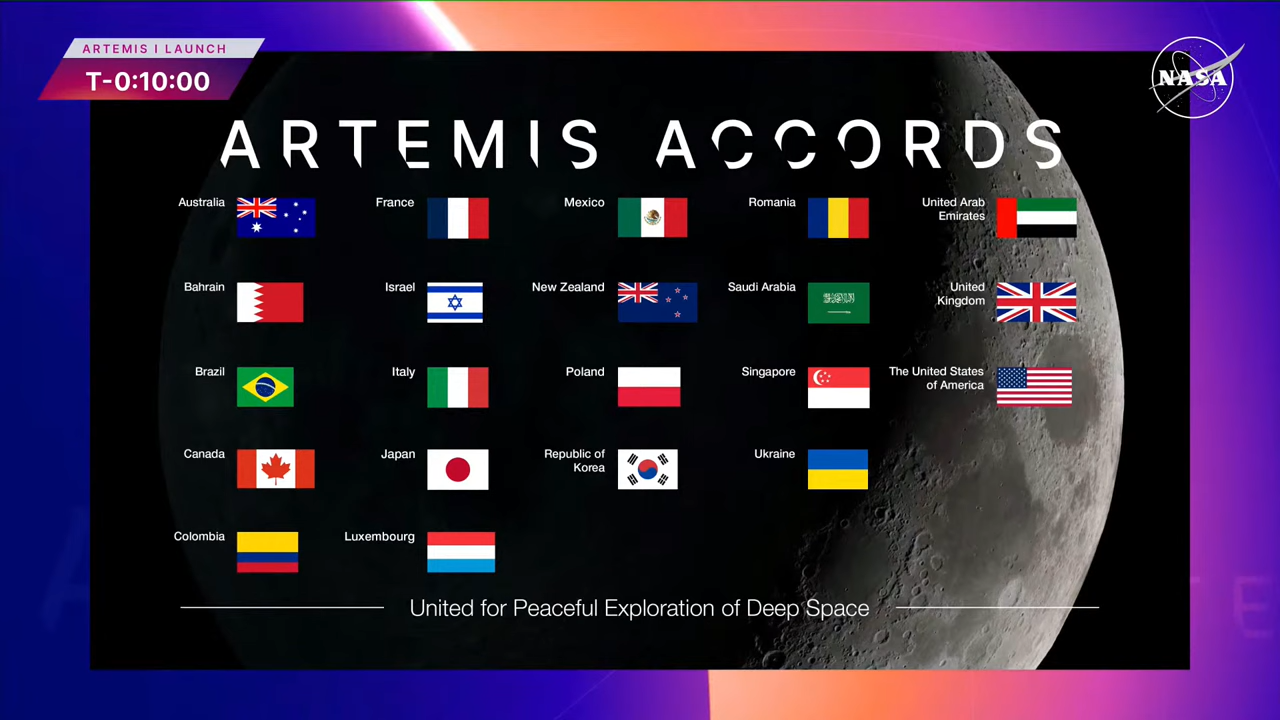 ARTEMIS I LAUNCH
T-0:10:00
NASA
ARTEMIS ACCORDS
Australia
France
Mexico
Romania
United Arab
Emirates
Bahrain
Israel
New Zealand
Saudi Arabia
United
Kingdom
Brazil
Italy
Poland
Singapore
The United States
of America
Canada
Japan
Republic of
Korea
Ukraine
Colombia
Luxembourg
United for Peaceful Exploration of Deep Space